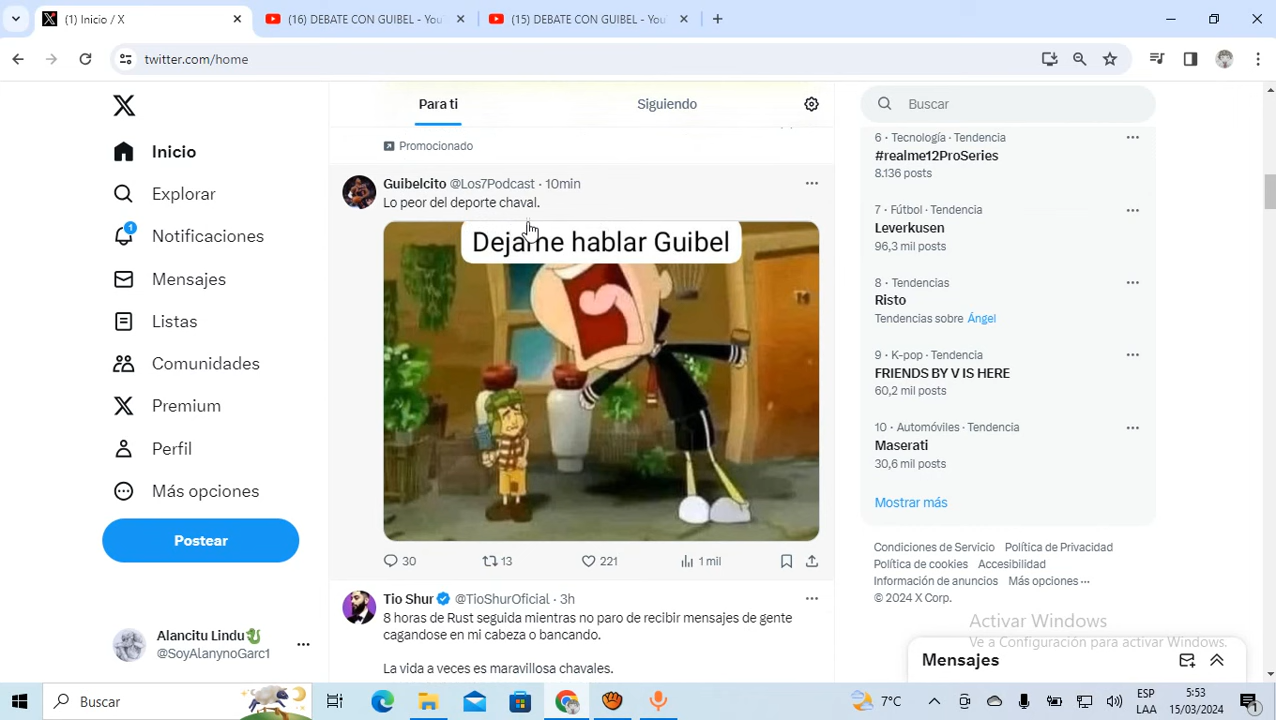 (1) Inicio / X
(16) DEBATE CON GUIBEL - You
(15) DEBATE CON GUIBEL - You
twitter.com/home
Inicio
Explorar
1
Notificaciones
Mensajes
Listas
Comunidades
Premium
Perfil
Más opciones
Postear
Alancitu Lindu
@SoyAlanynoGarc1
Para ti
Siguiendo
Promocionado
Guibelcito @Los7Podcast · 10min
Lo peor del deporte chaval.
Dejame hablar Guibel
30
13
221
1 mil
Tio Shur @TioShurOficial · 3h
8 horas de Rust seguida mientras no paro de recibir mensajes de gente
cagandose en mi cabeza o bancando.
La vida a veces es maravillosa chavales.
Buscar
6 · Tecnología · Tendencia
#realme12ProSeries
8.136 posts
7 · Fútbol · Tendencia
Leverkusen
96,3 mil posts
8 · Tendencias
Risto
Tendencias sobre Ángel
9 · K-pop · Tendencia
FRIENDS BY V IS HERE
60,2 mil posts
10 · Automóviles · Tendencia
Maserati
30,6 mil posts
Mostrar más
Condiciones de Servicio Política de Privacidad
Política de cookies Accesibilidad
Información de anuncios Más opciones ···
© 2024 X Corp.
Activar Windows
Ve a Configuración para activar Windows.
Mensajes
Buscar
7°C
ESP
LAA
5:53
15/03/2024
1